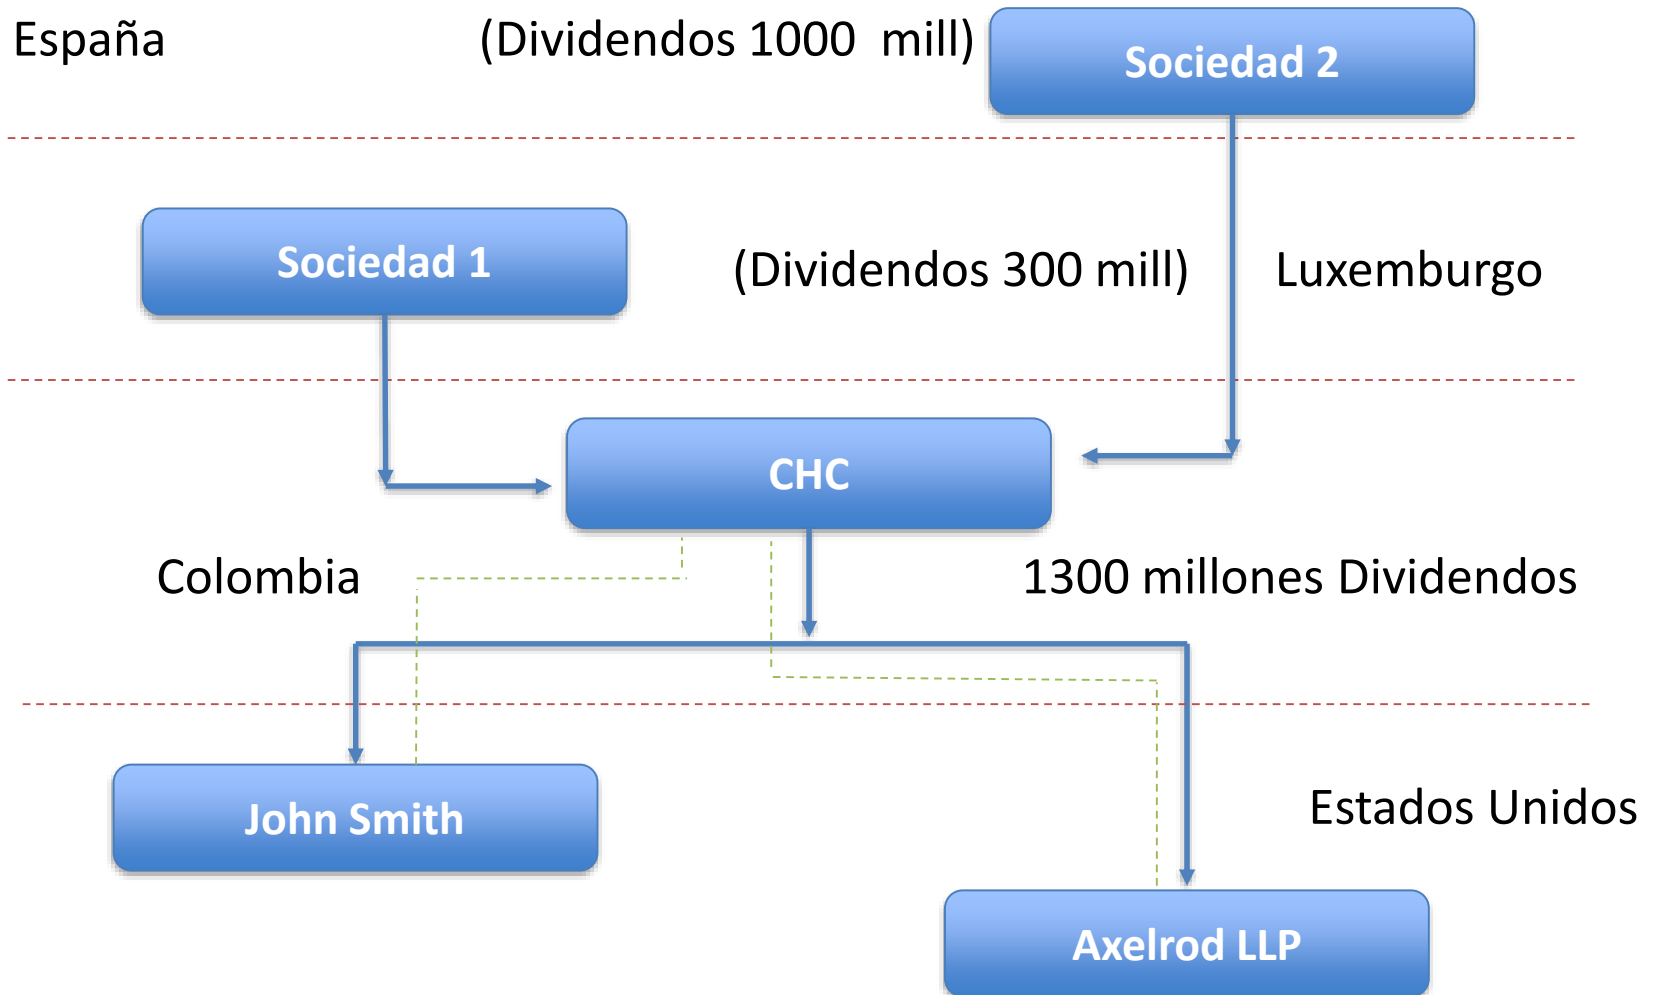 España
(Dividendos 1000 mill)
Sociedad 2
Sociedad 1
(Dividendos 300 mill)
Luxemburgo
CHC
Colombia
1300 millones Dividendos
John Smith
Estados Unidos
Axelrod LLP